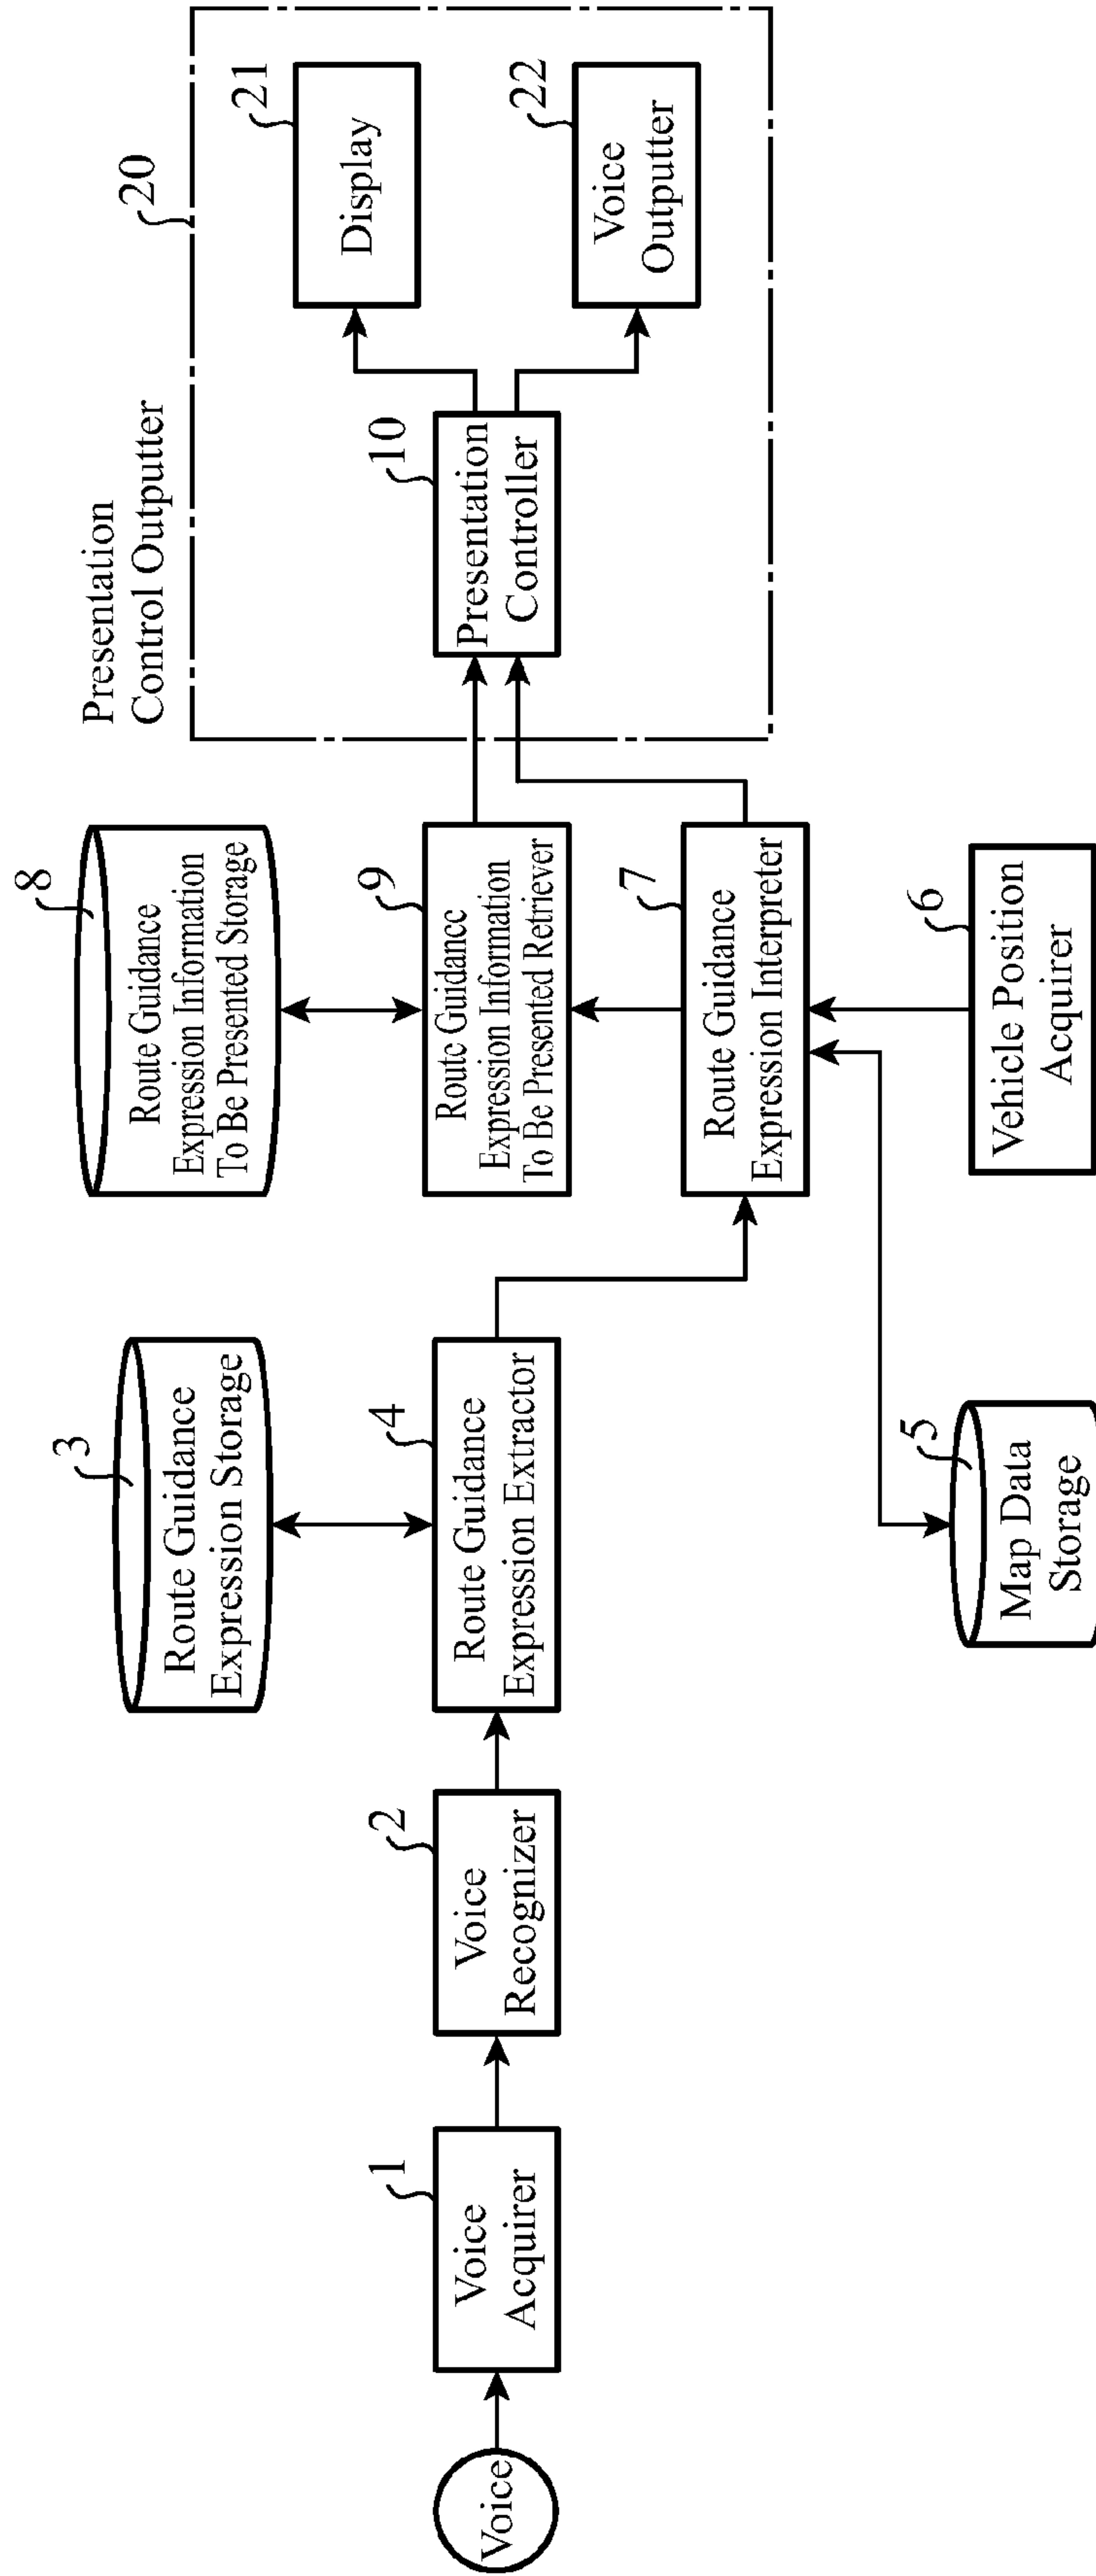 Voice
1
Voice
Acquirer
2
Voice
Recognizer
3
Route Guidance
Expression Storage
4
Route Guidance
Expression Extractor
5
Map Data
Storage
6
Vehicle Position
Acquirer
7
Route Guidance
Expression Interpreter
8
Route Guidance
Expression Information
To Be Presented Storage
9
Route Guidance
Expression Information
To Be Presented Retriever
Presentation
Control Outputter
20
10
Presentation
Controller
21
Display
22
Voice
Outputter